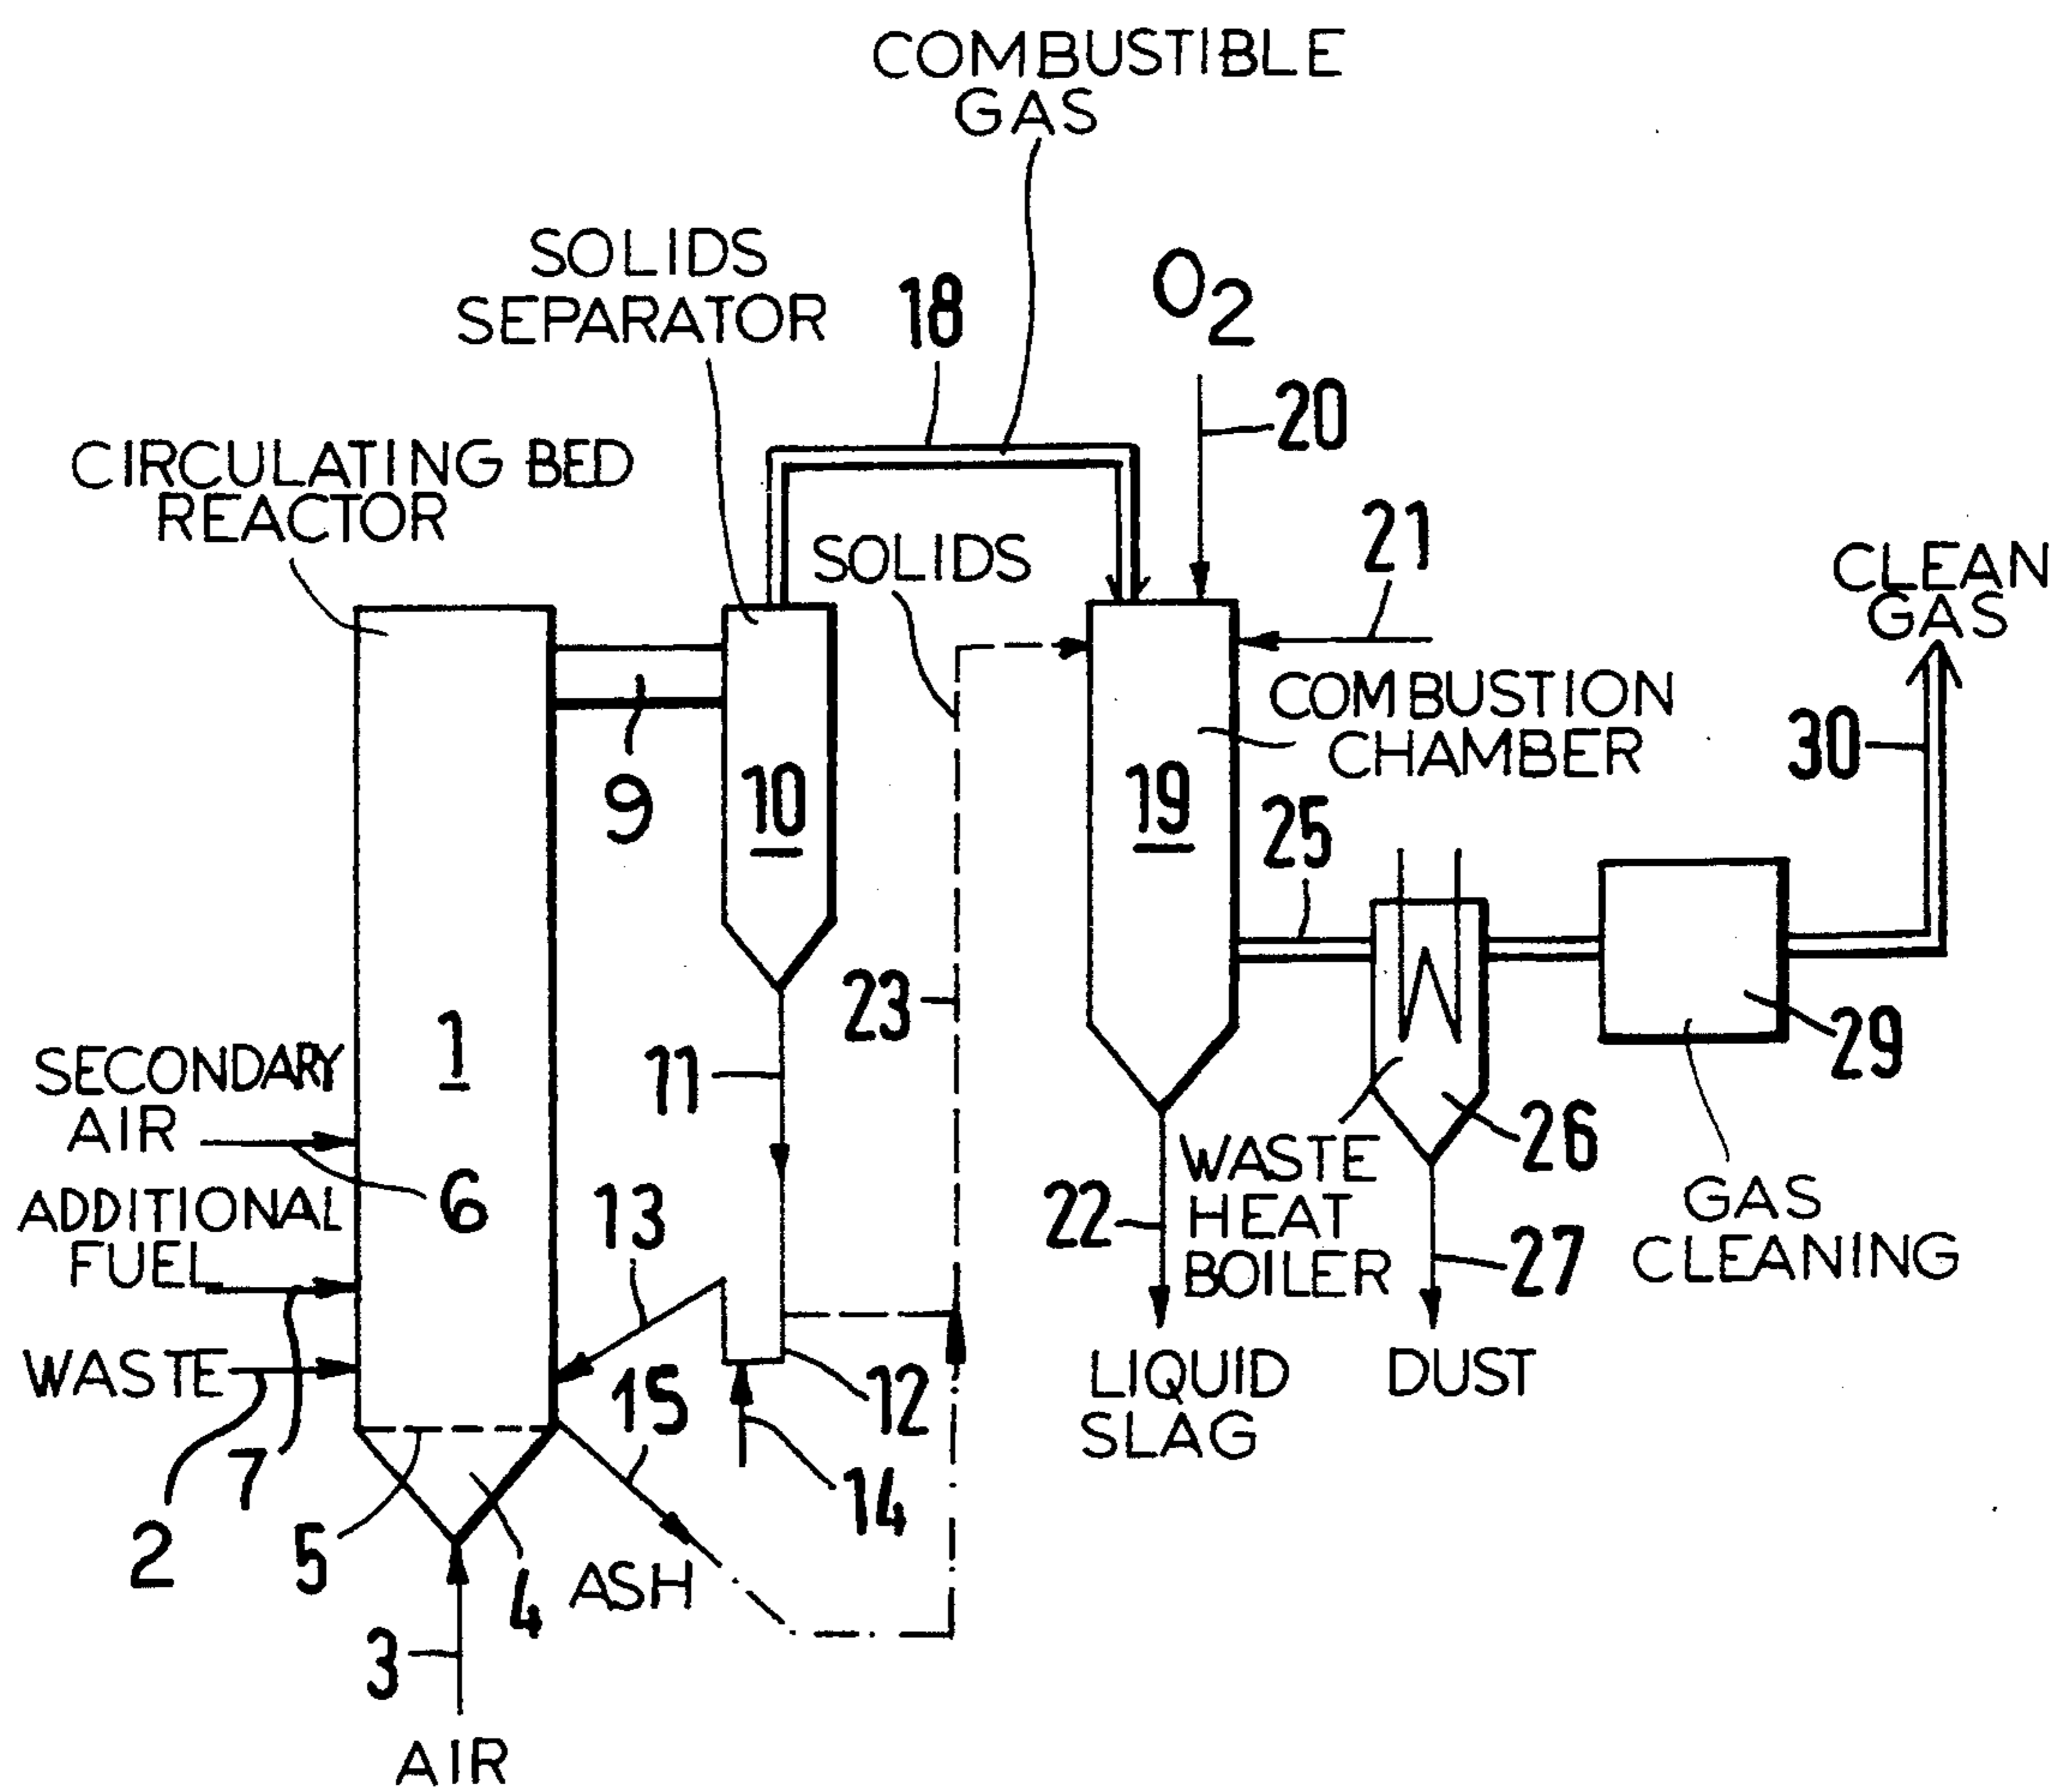 COMBUSTIBLE
GAS
SOLIDS
SEPARATOR
18
O2
20
CIRCULATING BED
REACTOR
SOLIDS
21
CLEAN
GAS
COMBUSTION
CHAMBER
30
9
10
19
25
23
29
1
11
SECONDARY
AIR
6
ADDITIONAL
FUEL
13
22
WASTE
HEAT
BOILER
26
27
GAS
CLEANING
WASTE
15
12
LIQUID
SLAG
DUST
2
7
5
4
14
ASH
3
AIR